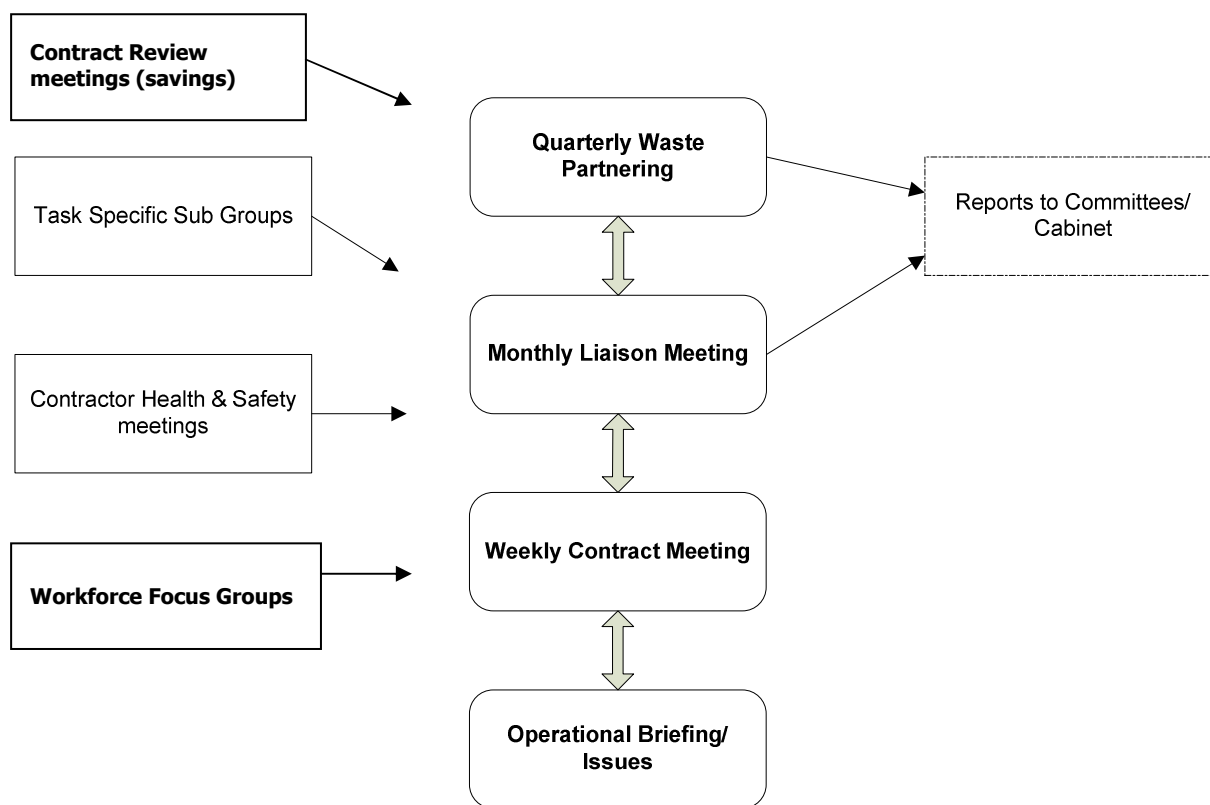 Contract Review
meetings (savings)
Quarterly Waste
Partnering
Task Specific Sub Groups
Reports to Committees/
Cabinet
Monthly Liaison Meeting
Contractor Health & Safety
meetings
Weekly Contract Meeting
Workforce Focus Groups
Operational Briefing/
Issues